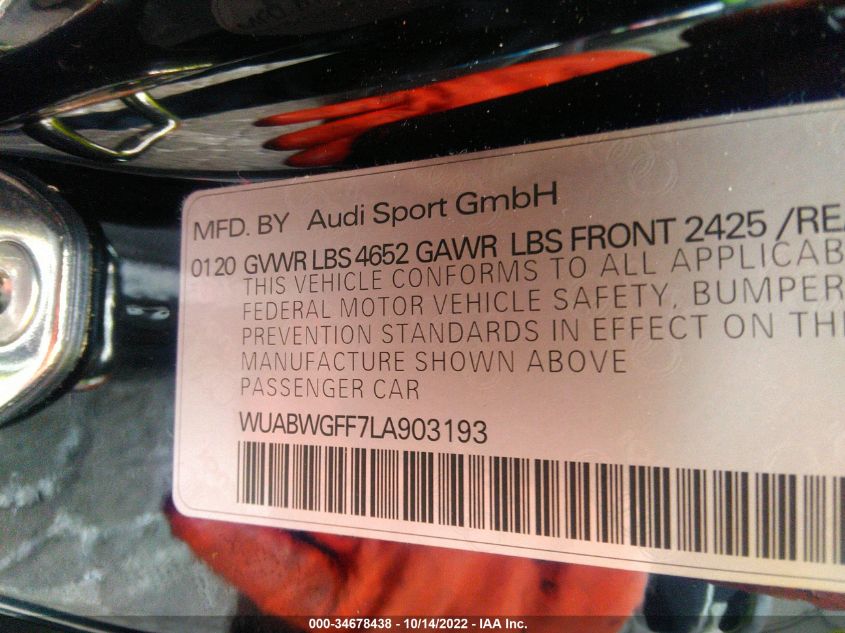 MFD. BY Audi Sport GmbH
0120 GVWR LBS 4652 GAWR LBS FRONT 2425 /REA
THIS VEHICLE CONFORMS TO ALL APPLICAB
FEDERAL MOTOR VEHICLE SAFETY, BUMPER
PREVENTION STANDARDS IN EFFECT ON TH
MANUFACTURE SHOWN ABOVE
PASSENGER CAR
WUABWGFF7LA903193
000-34678438 - 10/14/2022 - IAA Inc.